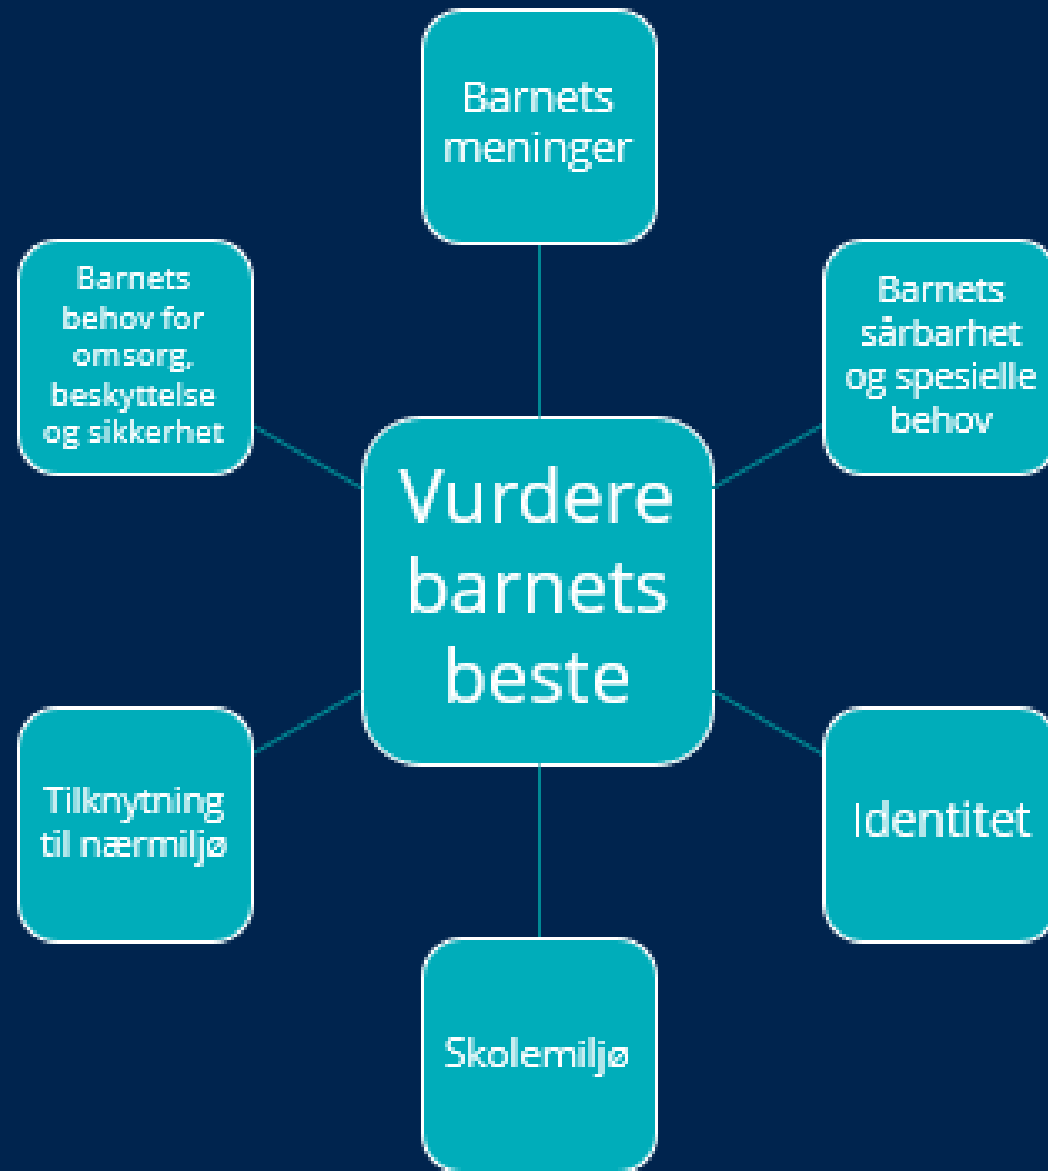 Barnets
meninger
Barnets
behov for
omsorg,
beskyttelse
og sikkerhet
Barnets
sårbarhet
og spesielle
behov
Vurdere
barnets
beste
Tilknytning
til nærmiljø
Identitet
Skolemiljø